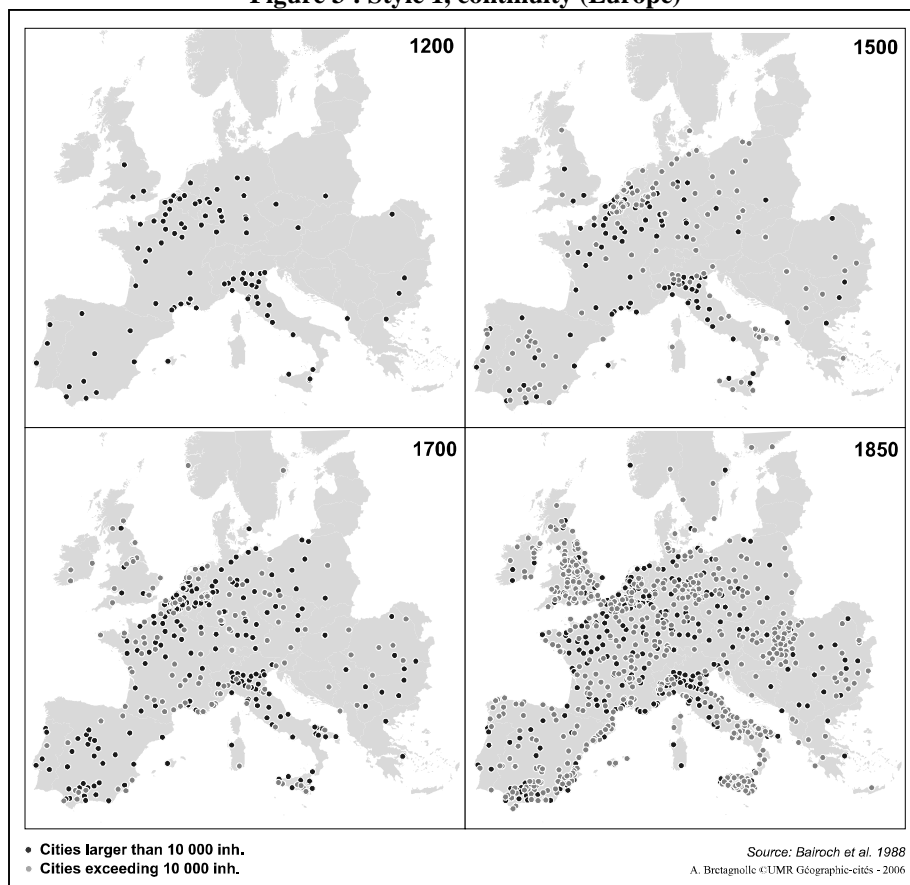 Figure 3 : Style 1, continuity (Europe)
1200
1500
1700
1850
Cities larger than 10 000 inh.
Cities exceeding 10 000 inh.
Source: Bairoch et al. 1988
A. Bretagnolle ©UMR Géographie-cités - 2006